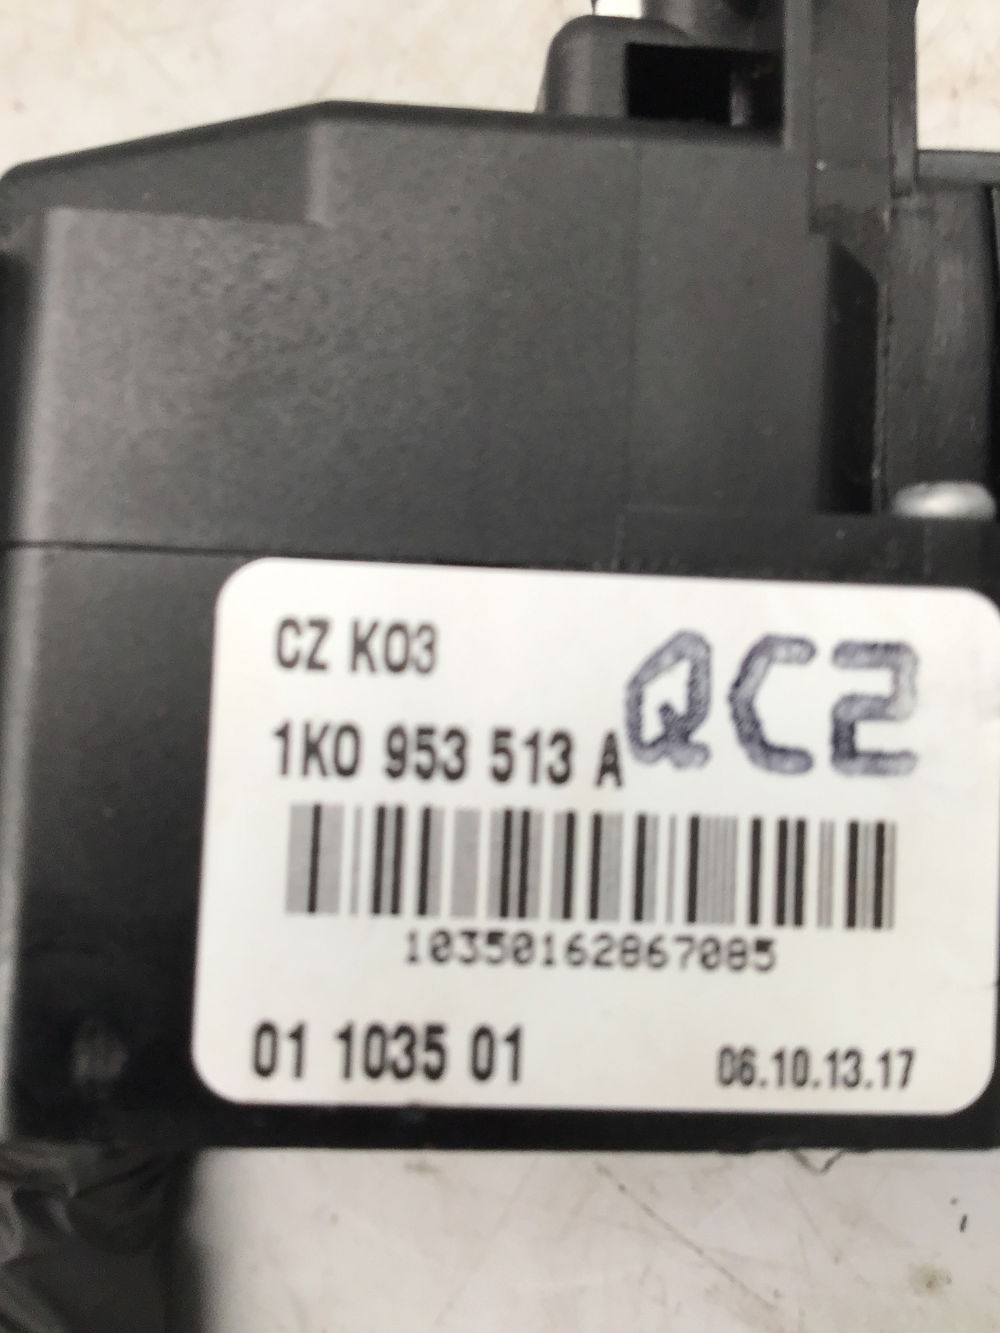 CZ K03
QC2
1K0 953 513 A
10350162867085
01 1035 01
06.10.13.17